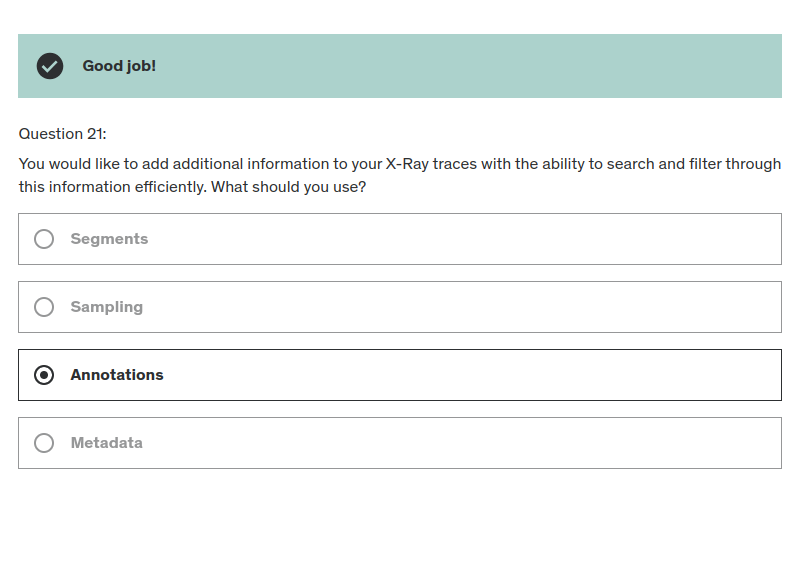 Good job!
Question 21:
You would like to add additional information to your X-Ray traces with the ability to search and filter through
this information efficiently. What should you use?
Segments
Sampling
Annotations
Metadata